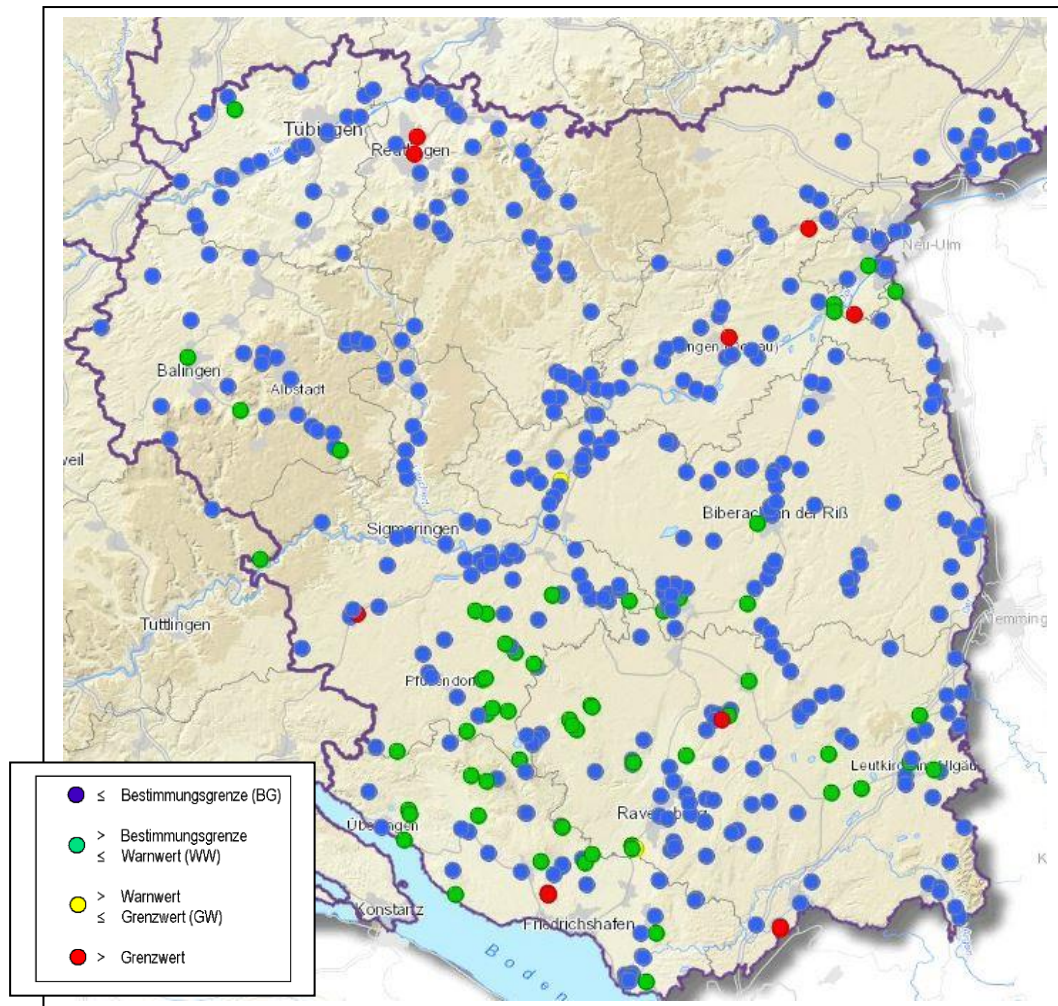 Tübingen
Reutlingen
Neu-Ulm
Balingen
Albstadt
Sigmaringen
Biberach an der Riß
Tuttlingen
Memming
Pfullendorf
Leutkirch im Allgäu
Ravensburg
Überlingen
Konstanz
Friedrichshafen
Boden
≤ Bestimmungsgrenze (BG)
> Bestimmungsgrenze
≤ Warnwert (WW)
> Warnwert
≤ Grenzwert (GW)
> Grenzwert